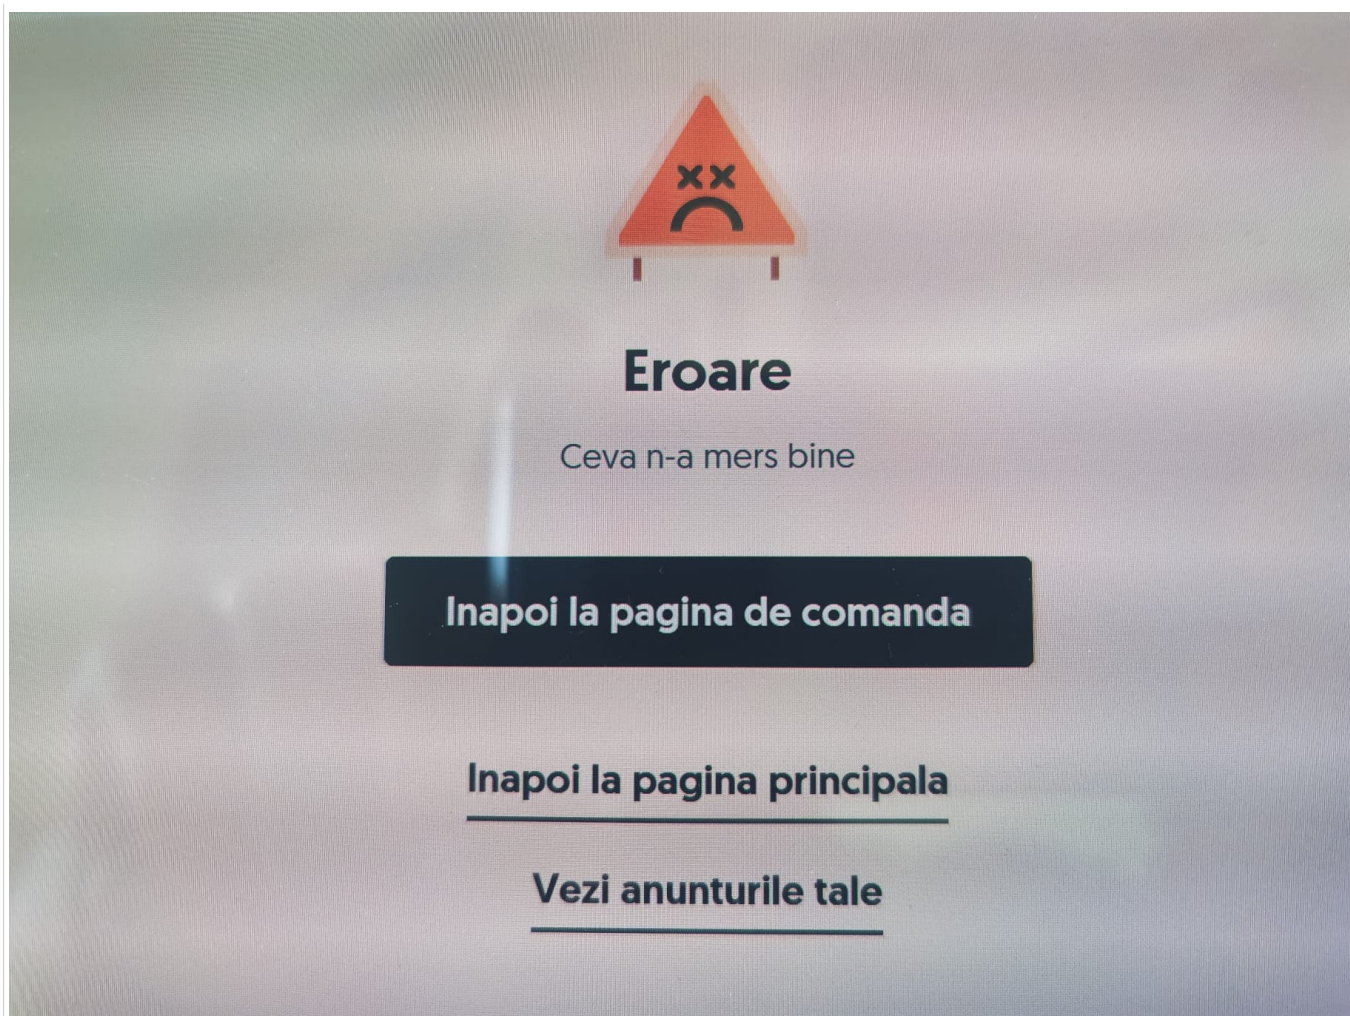 Eroare
Ceva n-a mers bine
Inapoi la pagina de comanda
Inapoi la pagina principala
Vezi anunturile tale